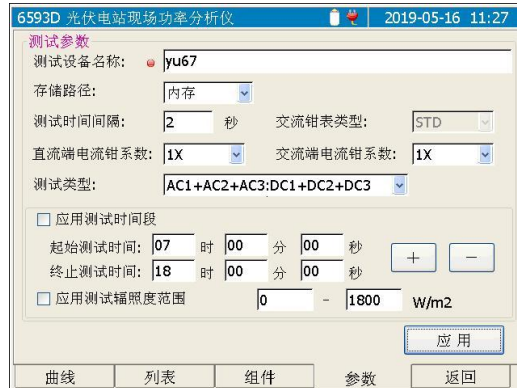 6593D 光伏电站现场功率分析仪 2019-05-16 11:27
测试参数
测试设备名称: yu67
存储路径: 内存
测试时间间隔: 2 秒 交流钳表类型: STD
直流端电流钳系数: 1X 交流端电流钳系数: 1X
测试类型: AC1+AC2+AC3:DC1+DC2+DC3
应用测试时间段
起始测试时间: 07 时 00 分 00 秒
终止测试时间: 18 时 00 分 00 秒
+ −
应用测试辐照度范围 0 - 1800 W/m2
应用
曲线 列表 组件 参数 返回